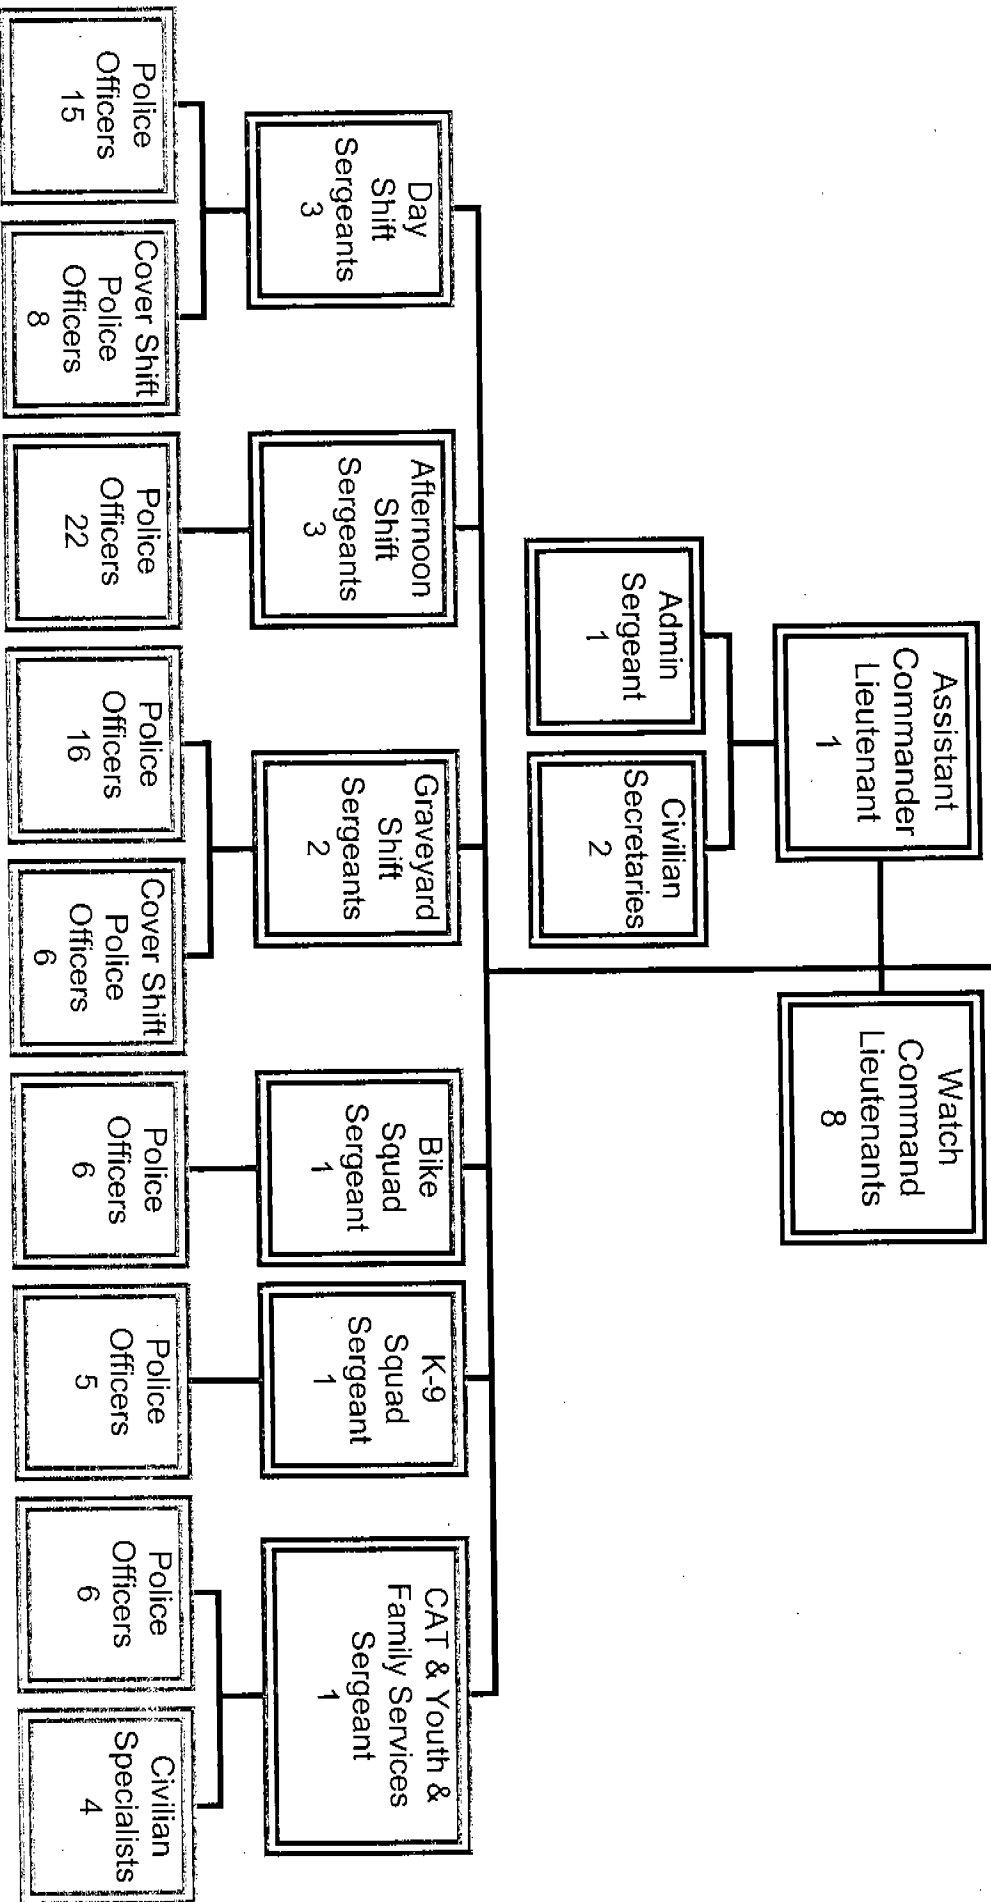 Assistant
Commander
Lieutenant
1
Watch
Command
Lieutenants
8
Admin
Sergeant
1
Civilian
Secretaries
2
Day
Shift
Sergeants
3
Afternoon
Shift
Sergeants
3
Graveyard
Shift
Sergeants
2
Bike
Squad
Sergeant
1
K-9
Squad
Sergeant
1
CAT & Youth &
Family Services
Sergeant
1
Police
Officers
15
Cover Shift
Police
Officers
8
Police
Officers
22
Police
Officers
16
Cover Shift
Police
Officers
6
Police
Officers
6
Police
Officers
5
Police
Officers
6
Civilian
Specialists
4